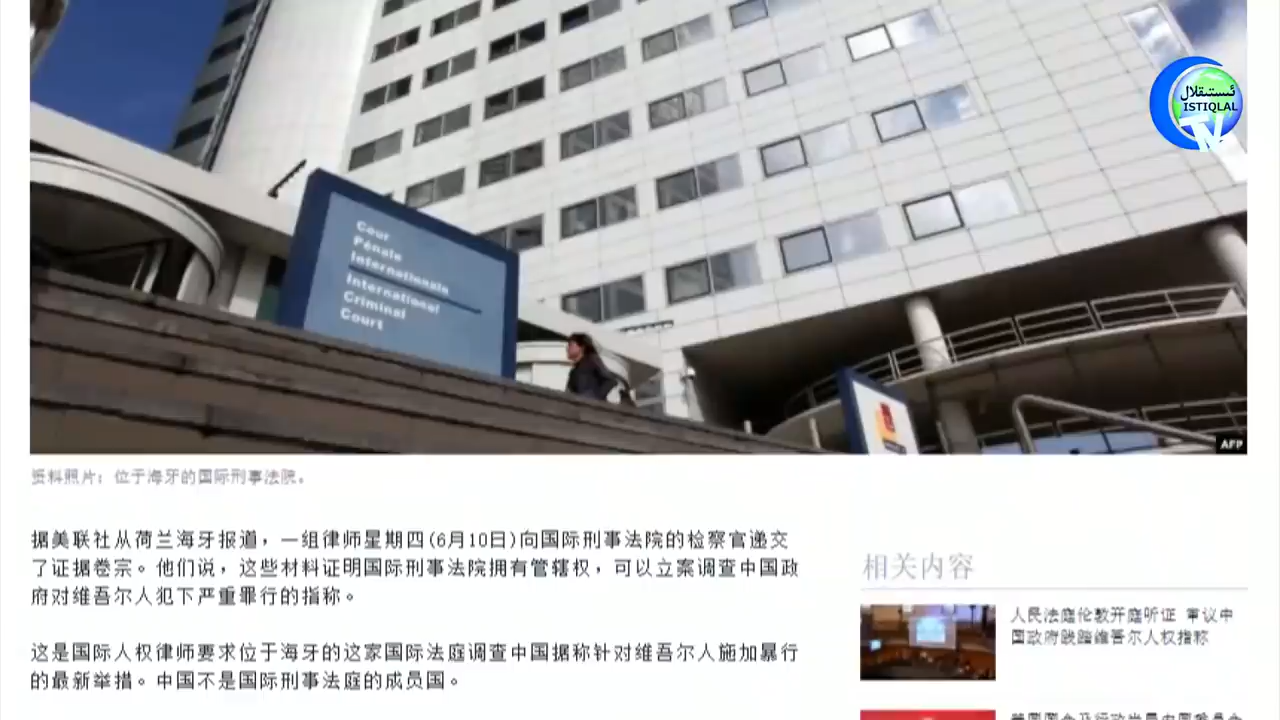 ئىستىقلال
ISTIQLAL
TV
Cour
Pénale
Internationale
International
Criminal
Court
AFP
资料照片：位于海牙的国际刑事法院。
据美联社从荷兰海牙报道，一组律师星期四(6月10日)向国际刑事法院的检察官递交
了证据卷宗。他们说，这些材料证明国际刑事法院拥有管辖权，可以立案调查中国政
府对维吾尔人犯下严重罪行的指称。
这是国际人权律师要求位于海牙的这家国际法庭调查中国据称针对维吾尔人施加暴行
的最新举措。中国不是国际刑事法庭的成员国。
相关内容
人民法庭伦敦开庭听证 审议中
国政府践踏维吾尔人权指称